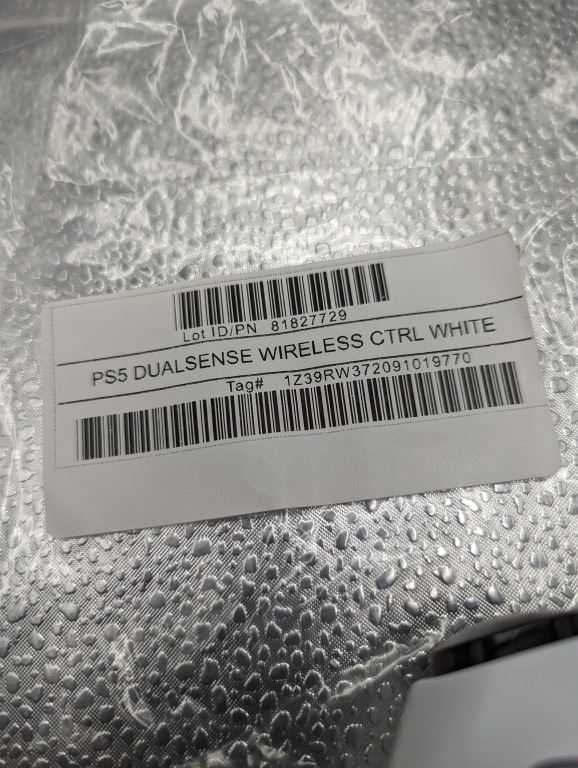 Lot ID/PN 81827729
PS5 DUALSENSE WIRELESS CTRL WHITE
Tag# 1Z39RW372091019770